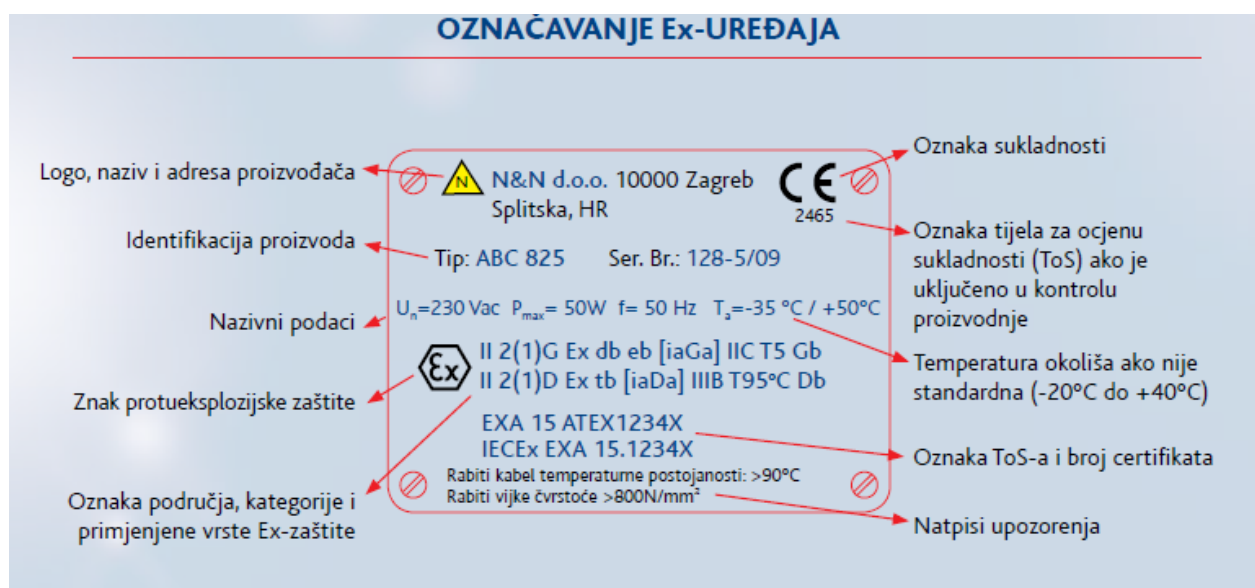 OZNAČAVANJE Ex-UREĐAJA
Logo, naziv i adresa proizvođača
Identifikacija proizvoda
Nazivni podaci
Znak protueksplozijske zaštite
Oznaka područja, kategorije i
primjenjene vrste Ex-zaštite
N
N&N d.o.o. 10000 Zagreb
Splitska, HR
CE
2465
Tip: ABC 825 Ser. Br.: 128-5/09
Uₙ=230 Vac Pₘₐₓ= 50W f= 50 Hz Tₐ=-35 °C / +50°C
Ex
II 2(1)G Ex db eb [iaGa] IIC T5 Gb
II 2(1)D Ex tb [iaDa] IIIB T95°C Db
EXA 15 ATEX1234X
IECEx EXA 15.1234X
Rabiti kabel temperaturne postojanosti: >90°C
Rabiti vijke čvrstoće >800N/mm²
Oznaka sukladnosti
Oznaka tijela za ocjenu
sukladnosti (ToS) ako je
uključeno u kontrolu
proizvodnje
Temperatura okoliša ako nije
standardna (-20°C do +40°C)
Oznaka ToS-a i broj certifikata
Natpisi upozorenja